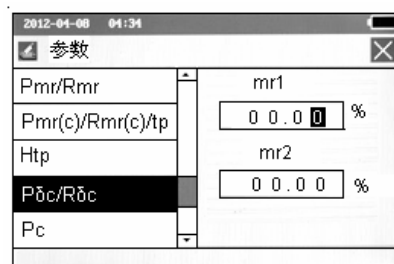 2012-04-08 04:34
参数
Pmr/Rmr
Pmr(c)/Rmr(c)/tp
Htp
Pδc/Rδc
Pc
mr1
00.00 %
mr2
00.00 %